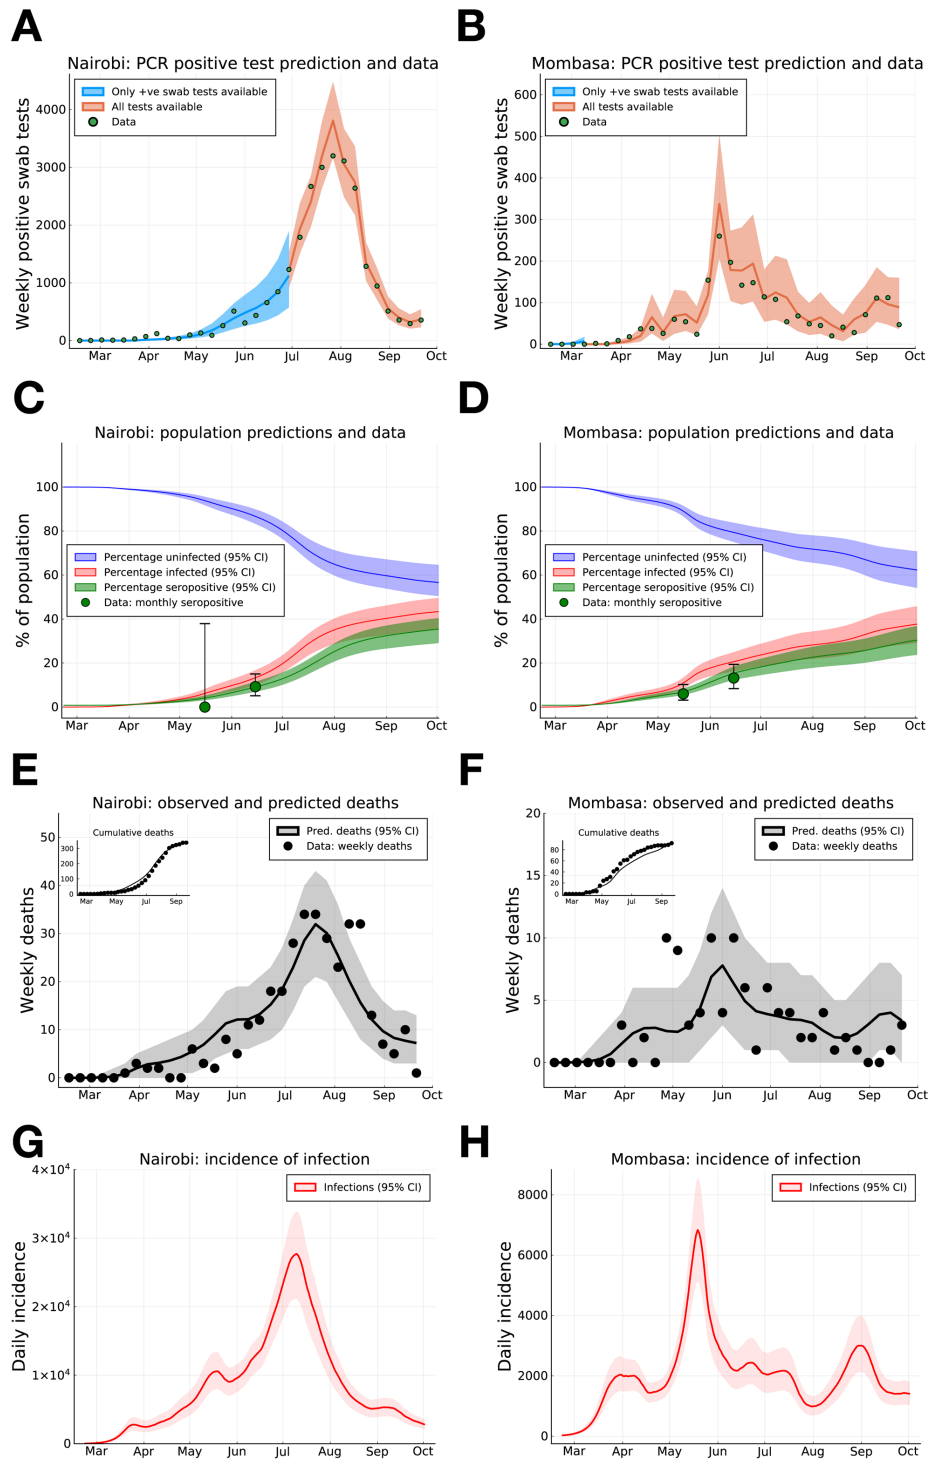 A
Nairobi: PCR positive test prediction and data
Weekly positive swab tests
Only +ve swab tests available
All tests available
Data
4000
3000
2000
1000
0
Mar Apr May Jun Jul Aug Sep Oct
B
Mombasa: PCR positive test prediction and data
Weekly positive swab tests
Only +ve swab tests available
All tests available
Data
600
500
400
300
200
100
0
Mar Apr May Jun Jul Aug Sep Oct
C
Nairobi: population predictions and data
% of population
100
80
60
40
20
0
Percentage uninfected (95% CI)
Percentage infected (95% CI)
Percentage seropositive (95% CI)
Data: monthly seropositive
Mar Apr May Jun Jul Aug Sep Oct
D
Mombasa: population predictions and data
% of population
100
80
60
40
20
0
Percentage uninfected (95% CI)
Percentage infected (95% CI)
Percentage seropositive (95% CI)
Data: monthly seropositive
Mar Apr May Jun Jul Aug Sep Oct
E
Nairobi: observed and predicted deaths
Weekly deaths
50
40
30
20
10
0
Cumulative deaths
300
200
100
0
Mar May Jul Sep
Pred. deaths (95% CI)
Data: weekly deaths
Mar Apr May Jun Jul Aug Sep Oct
F
Mombasa: observed and predicted deaths
Weekly deaths
20
15
10
5
0
Cumulative deaths
80
60
40
20
0
Mar May Jul Sep
Pred. deaths (95% CI)
Data: weekly deaths
Mar Apr May Jun Jul Aug Sep Oct
G
Nairobi: incidence of infection
Daily incidence
4×10⁴
3×10⁴
2×10⁴
1×10⁴
0
Infections (95% CI)
Mar Apr May Jun Jul Aug Sep Oct
H
Mombasa: incidence of infection
Daily incidence
8000
6000
4000
2000
0
Infections (95% CI)
Mar Apr May Jun Jul Aug Sep Oct